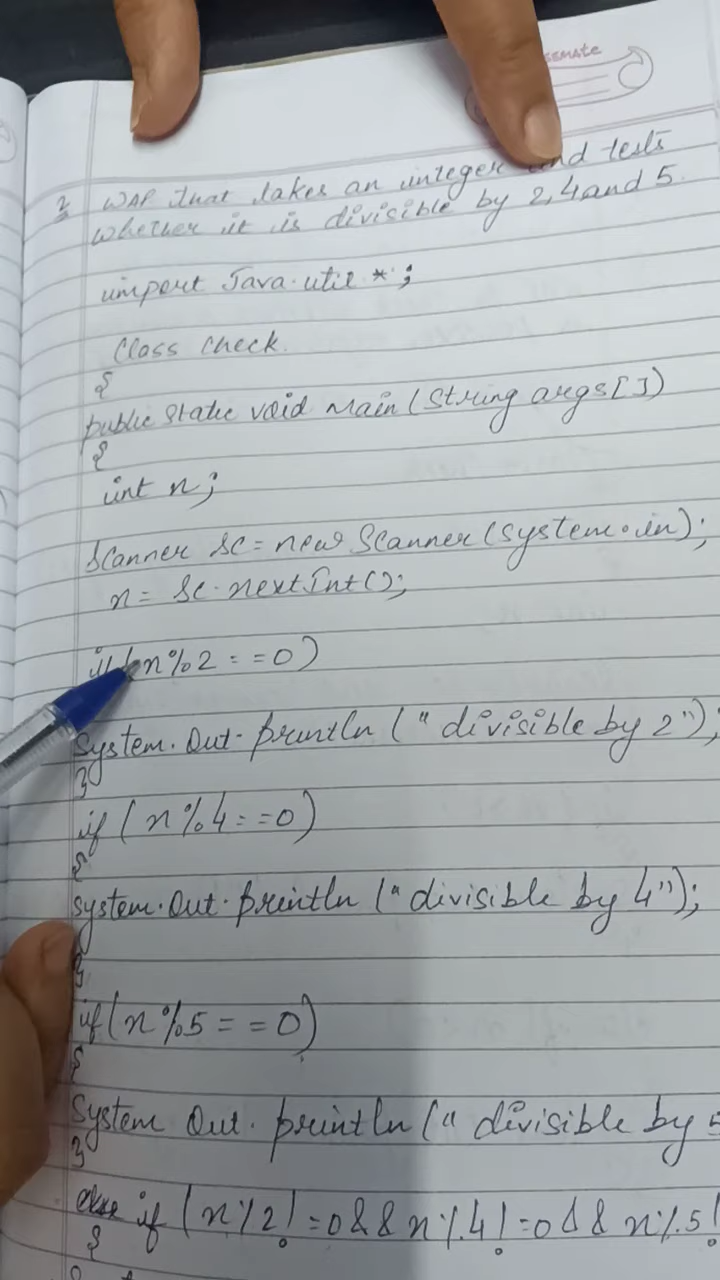 2 WAP that takes an integer and tests
whether it is divisible by 2, 4 and 5.
import Java.util *;
Class Check.
{
public static void main (String args[])
{
int n;
Scanner Sc = new Scanner (System.in);
n = Sc.nextInt();
if ( n%2 = = 0)
System.Out.println (" divisible by 2");
}
if ( n%4 = = 0)
{
System.Out.println (" divisible by 4");
}
if ( n%5 = = 0)
{
System Out. println (" divisible by 5
}
else if ( n%2! = 0 && n%4! = 0 && n%5!
{